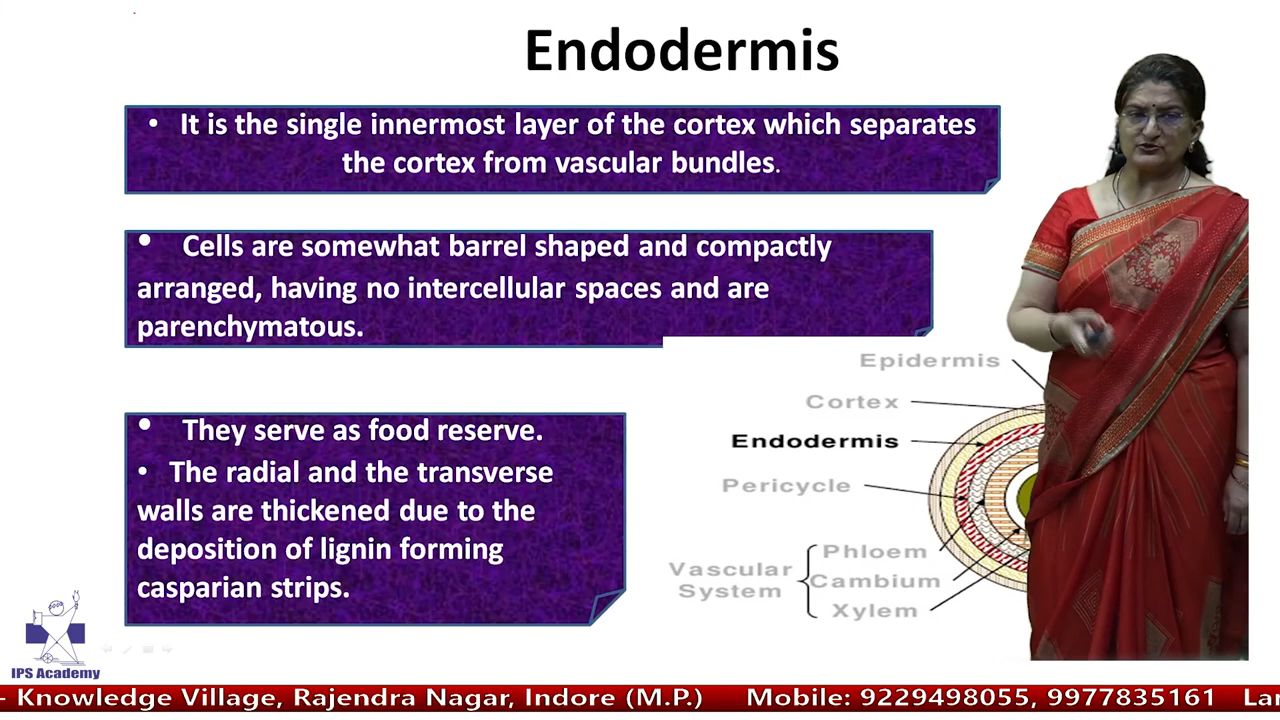 Endodermis
• It is the single innermost layer of the cortex which separates
the cortex from vascular bundles.
• Cells are somewhat barrel shaped and compactly
arranged, having no intercellular spaces and are
parenchymatous.
• They serve as food reserve.
• The radial and the transverse
walls are thickened due to the
deposition of lignin forming
casparian strips.
Epidermis
Cortex
Endodermis
Pericycle
Vascular
System
Phloem
Cambium
Xylem
IPS Academy
- Knowledge Village, Rajendra Nagar, Indore (M.P.) Mobile: 9229498055, 9977835161 Lan